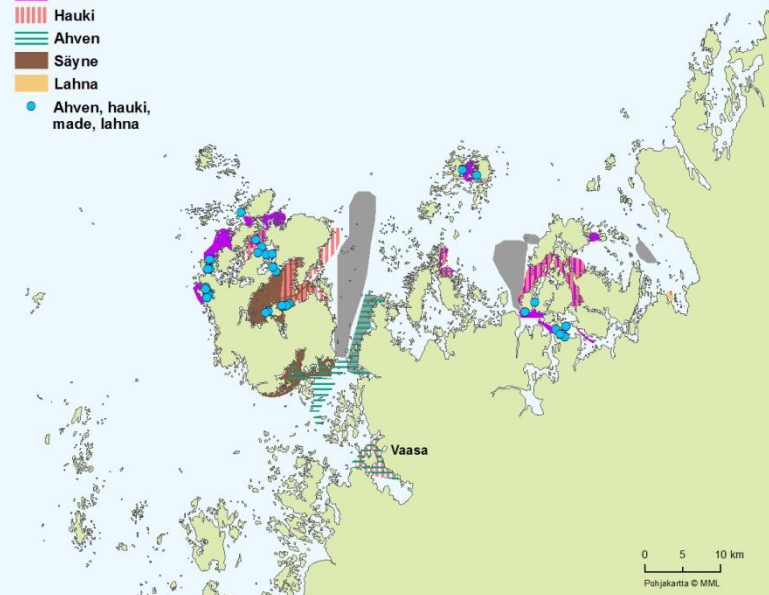 Hauki
Ahven
Säyne
Lahna
Ahven, hauki,
made, lahna
Vaasa
0 5 10 km
Pohjakartta © MML